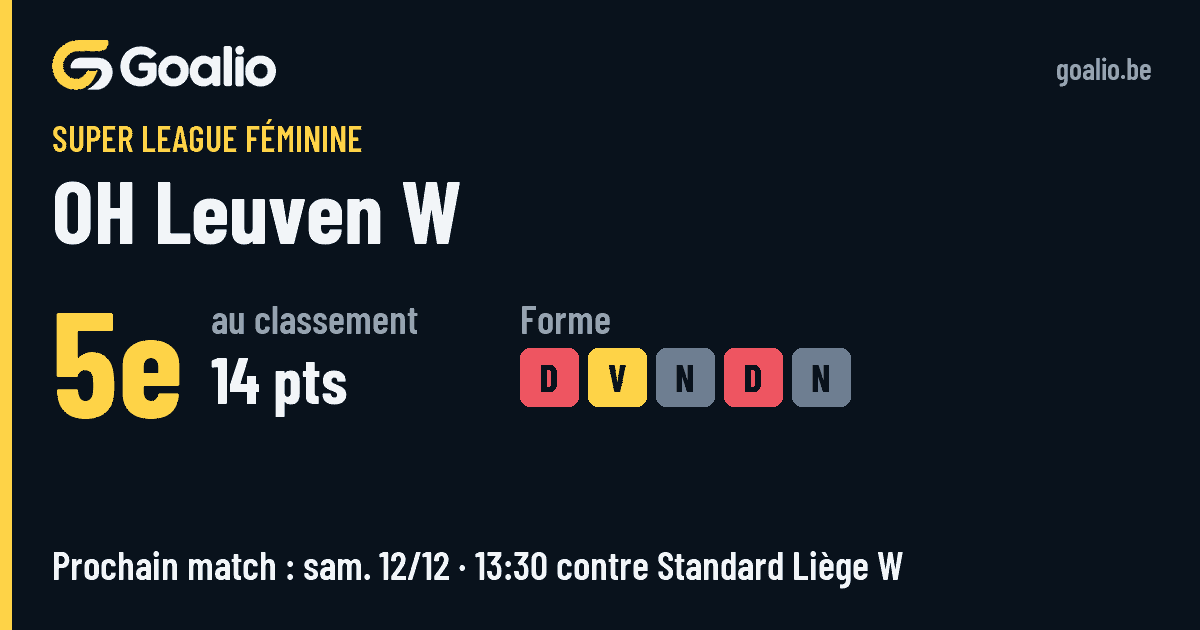 Goalio
goalio.be
SUPER LEAGUE FÉMININE
OH Leuven W
5e
au classement
14 pts
Forme
D V N D N
Prochain match : sam. 12/12 · 13:30 contre Standard Liège W